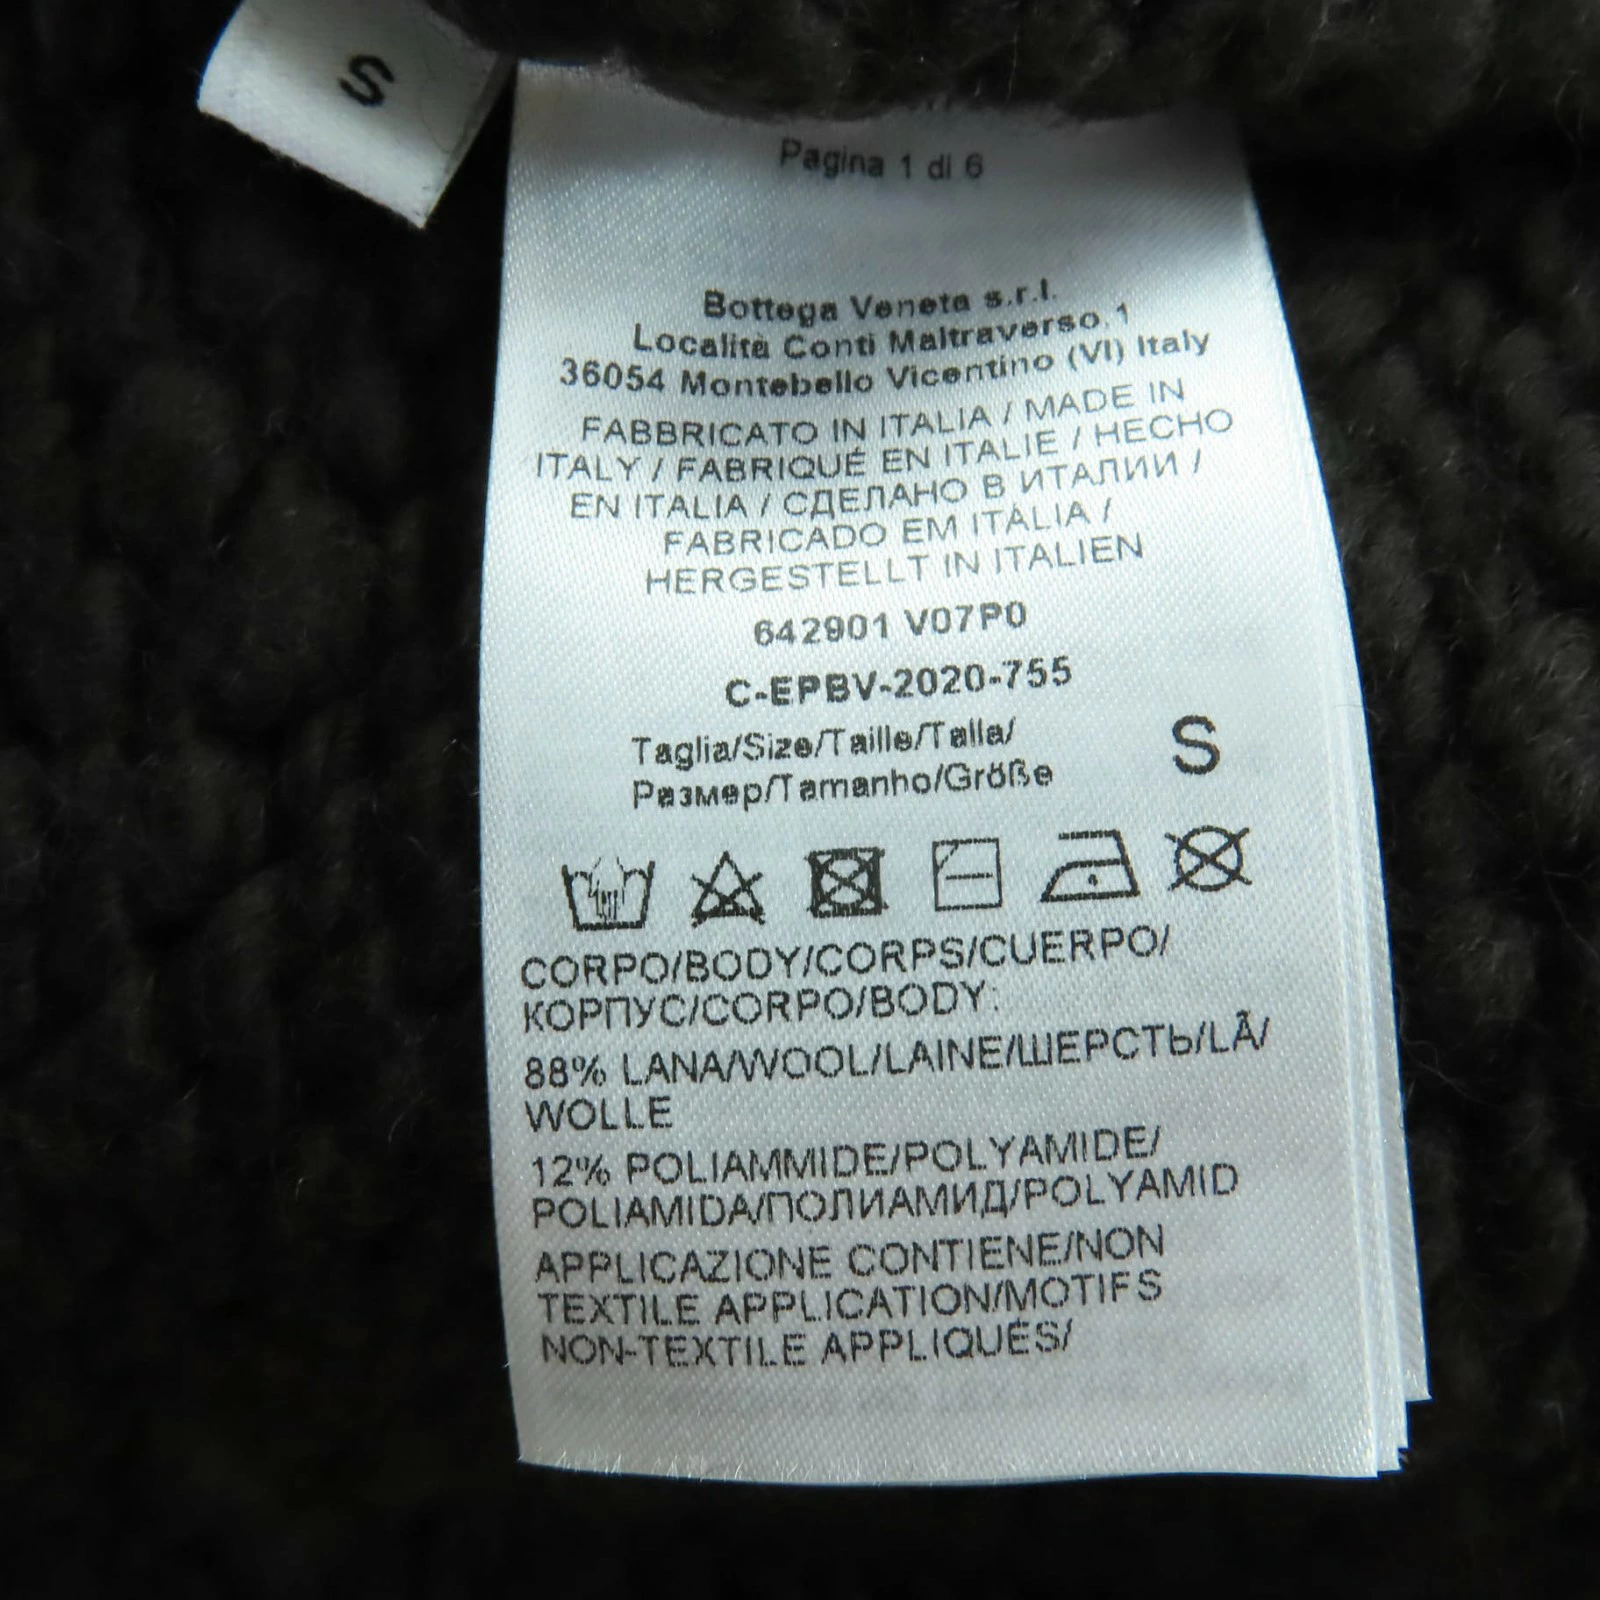 S
Pagina 1 di 6
Bottega Veneta s.r.l.
Località Conti Maltraverso,1
36054 Montebello Vicentino (VI) Italy
FABBRICATO IN ITALIA / MADE IN
ITALY / FABRIQUÉ EN ITALIE / HECHO
EN ITALIA / СДЕЛАНО В ИТАЛИИ /
FABRICADO EM ITÁLIA /
HERGESTELLT IN ITALIEN
642901 V07P0
C-EPBV-2020-755
Taglia/Size/Taille/Talla/
Размер/Tamanho/Größe
S
CORPO/BODY/CORPS/CUERPO/
КОРПУС/CORPO/BODY:
88% LANA/WOOL/LAINE/ШЕРСТЬ/LÃ/
WOLLE
12% POLIAMMIDE/POLYAMIDE/
POLIAMIDA/ПОЛИАМИД/POLYAMID
APPLICAZIONE CONTIENE/NON
TEXTILE APPLICATION/MOTIFS
NON-TEXTILE APPLIQUÉS/